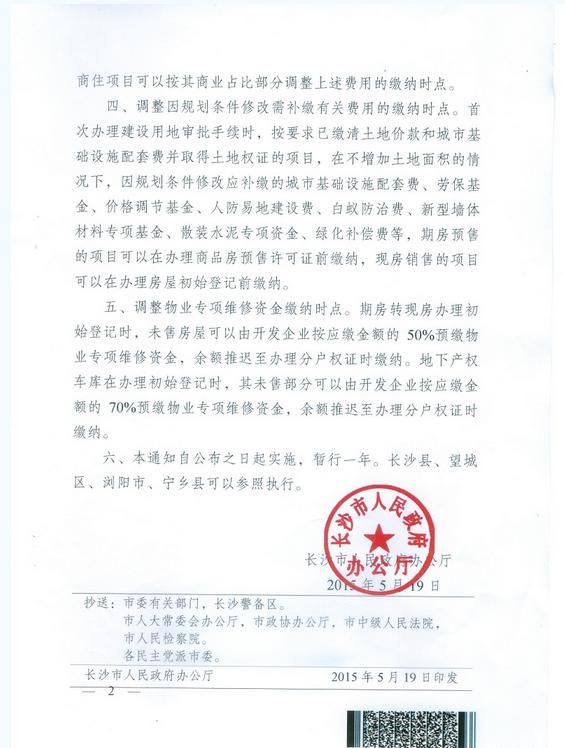 商住项目可以按其商业占比部分调整上述费用的缴纳时点。
四、调整因规划条件修改需补缴有关费用的缴纳时点。首
次办理建设用地审批手续时，按要求已缴清土地价款和城市基
础设施配套费并取得土地权证的项目，在不增加土地面积的情
况下，因规划条件修改应补缴的城市基础设施配套费、劳保基
金、价格调节基金、人防易地建设费、白蚁防治费、新型墙体
材料专项基金、散装水泥专项资金、绿化补偿费等，期房预售
的项目可以在办理商品房预售许可证前缴纳，现房销售的项目
可以在办理房屋初始登记前缴纳。
五、调整物业专项维修资金缴纳时点。期房转现房办理初
始登记时，未售房屋可以由开发企业按应缴金额的 50%预缴物
业专项维修资金，余额推迟至办理分户权证时缴纳。地下产权
车库在办理初始登记时，其未售部分可以由开发企业按应缴金
额的 70%预缴物业专项维修资金，余额推迟至办理分户权证时
缴纳。
六、本通知自公布之日起实施，暂行一年。长沙县、望城
区、浏阳市、宁乡县可以参照执行。
长沙市人民政府
办公厅
长沙市人民政府办公厅
2015 年 5 月 19 日
抄送：市委有关部门，长沙警备区。
市人大常委会办公厅，市政协办公厅，市中级人民法院，
市人民检察院。
各民主党派市委。
长沙市人民政府办公厅 2015 年 5 月 19 日印发
— 2 —